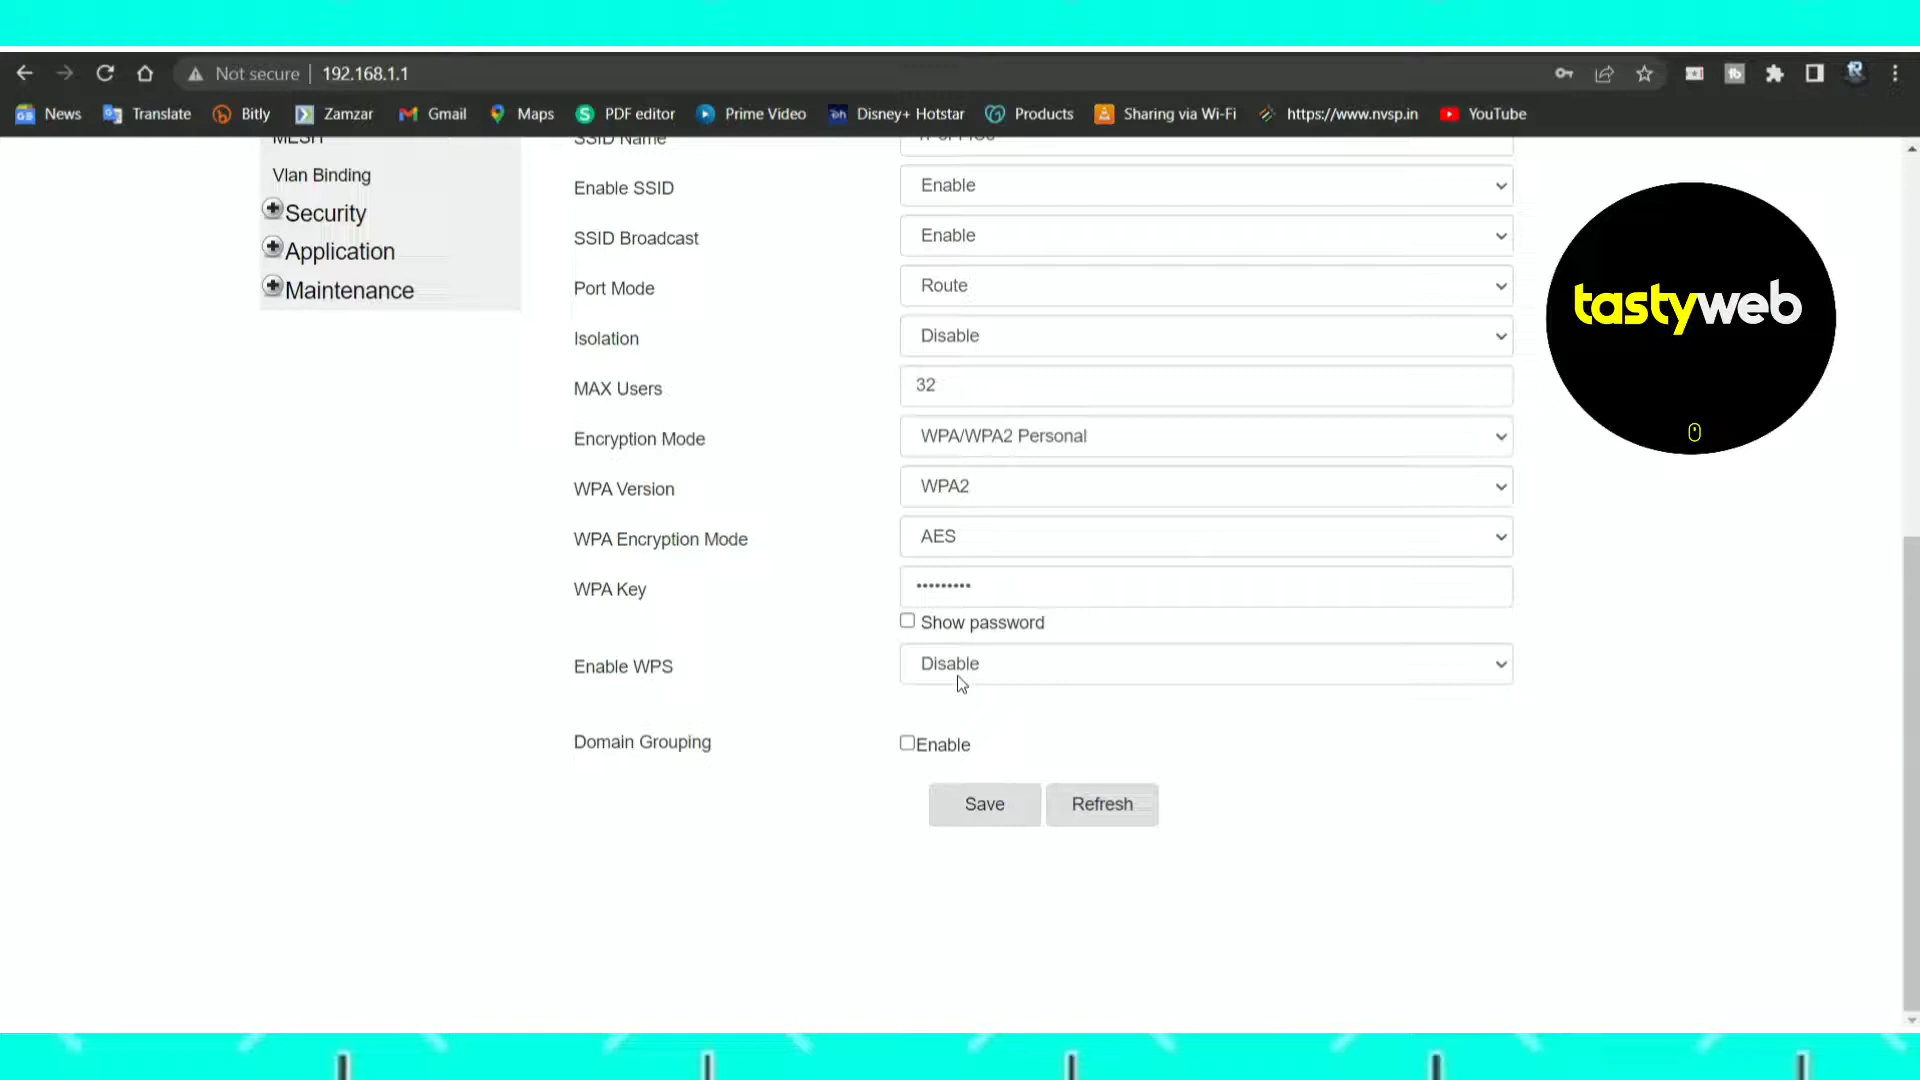 Not secure | 192.168.1.1
News Translate Bitly Zamzar Gmail Maps PDF editor Prime Video Disney+ Hotstar Products Sharing via Wi-Fi https://www.nvsp.in YouTube
MESH
SSID Name
Vlan Binding
Enable SSID Enable
Security
SSID Broadcast Enable
Application
Port Mode Route
Maintenance
tastyweb
Isolation Disable
MAX Users 32
Encryption Mode WPA/WPA2 Personal
WPA Version WPA2
WPA Encryption Mode AES
WPA Key •••••••••
Show password
Enable WPS Disable
Domain Grouping Enable
Save Refresh